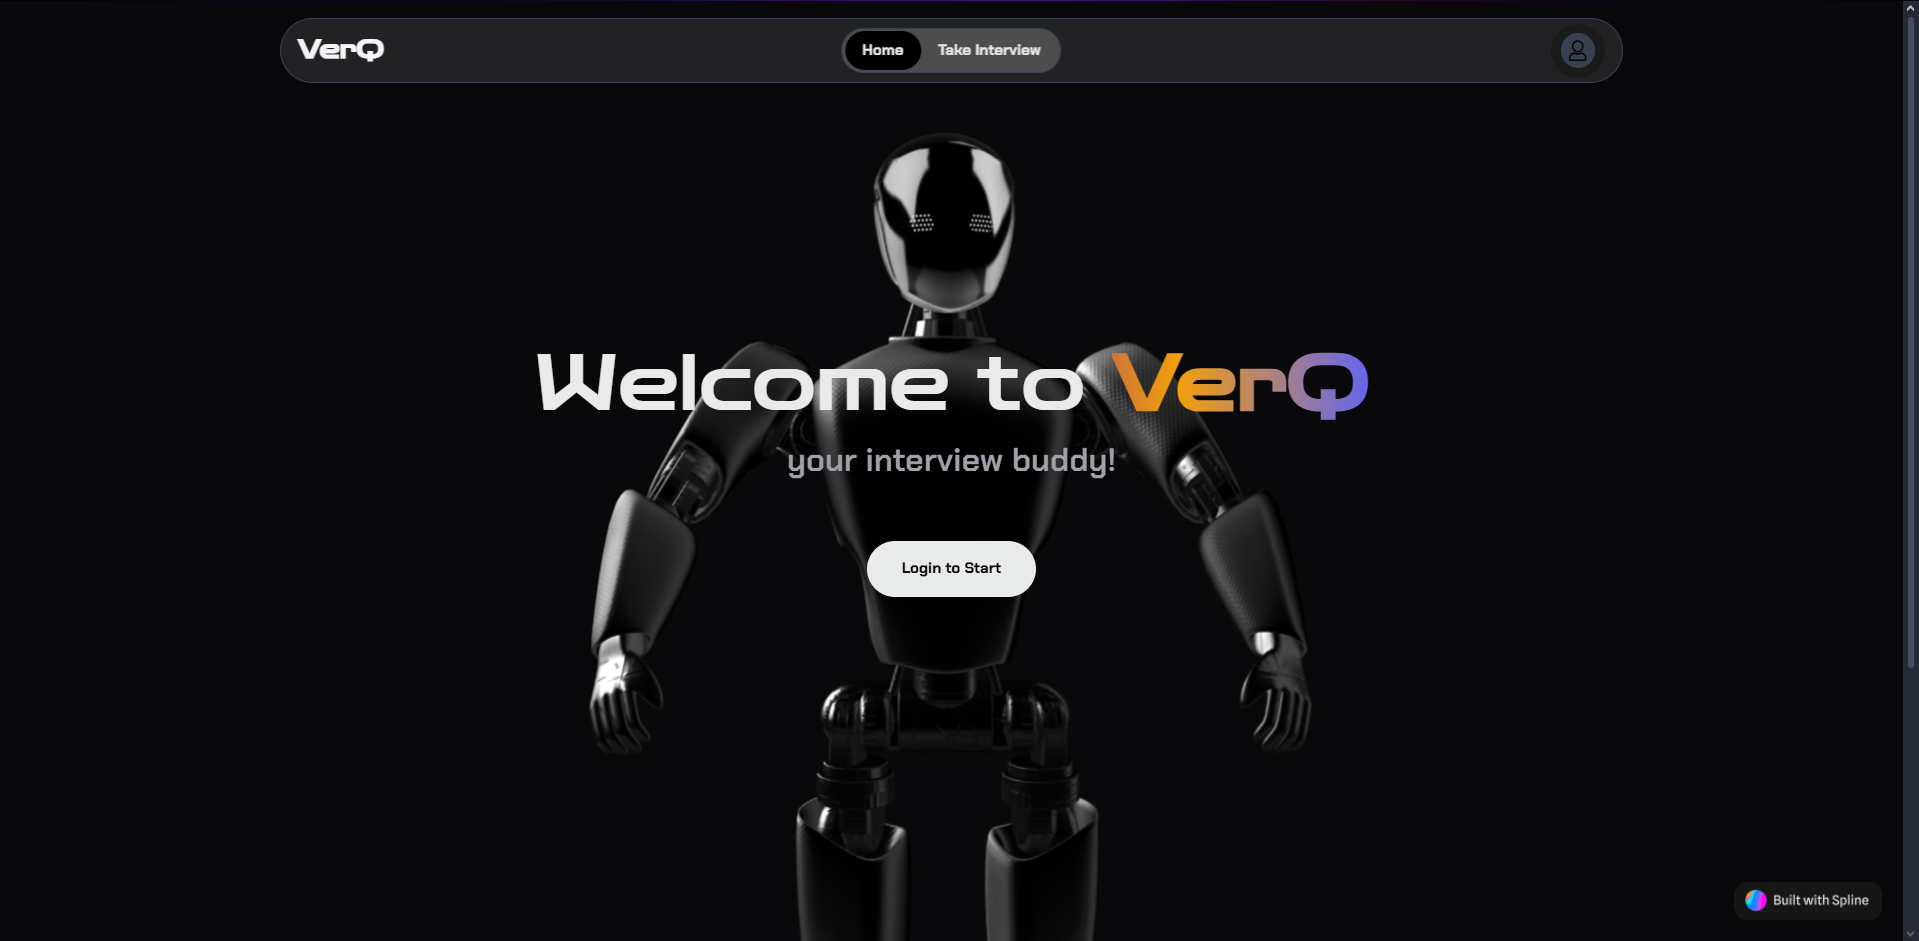 VerQ
Home
Take Interview
Welcome to VerQ
your interview buddy!
Login to Start
Built with Spline